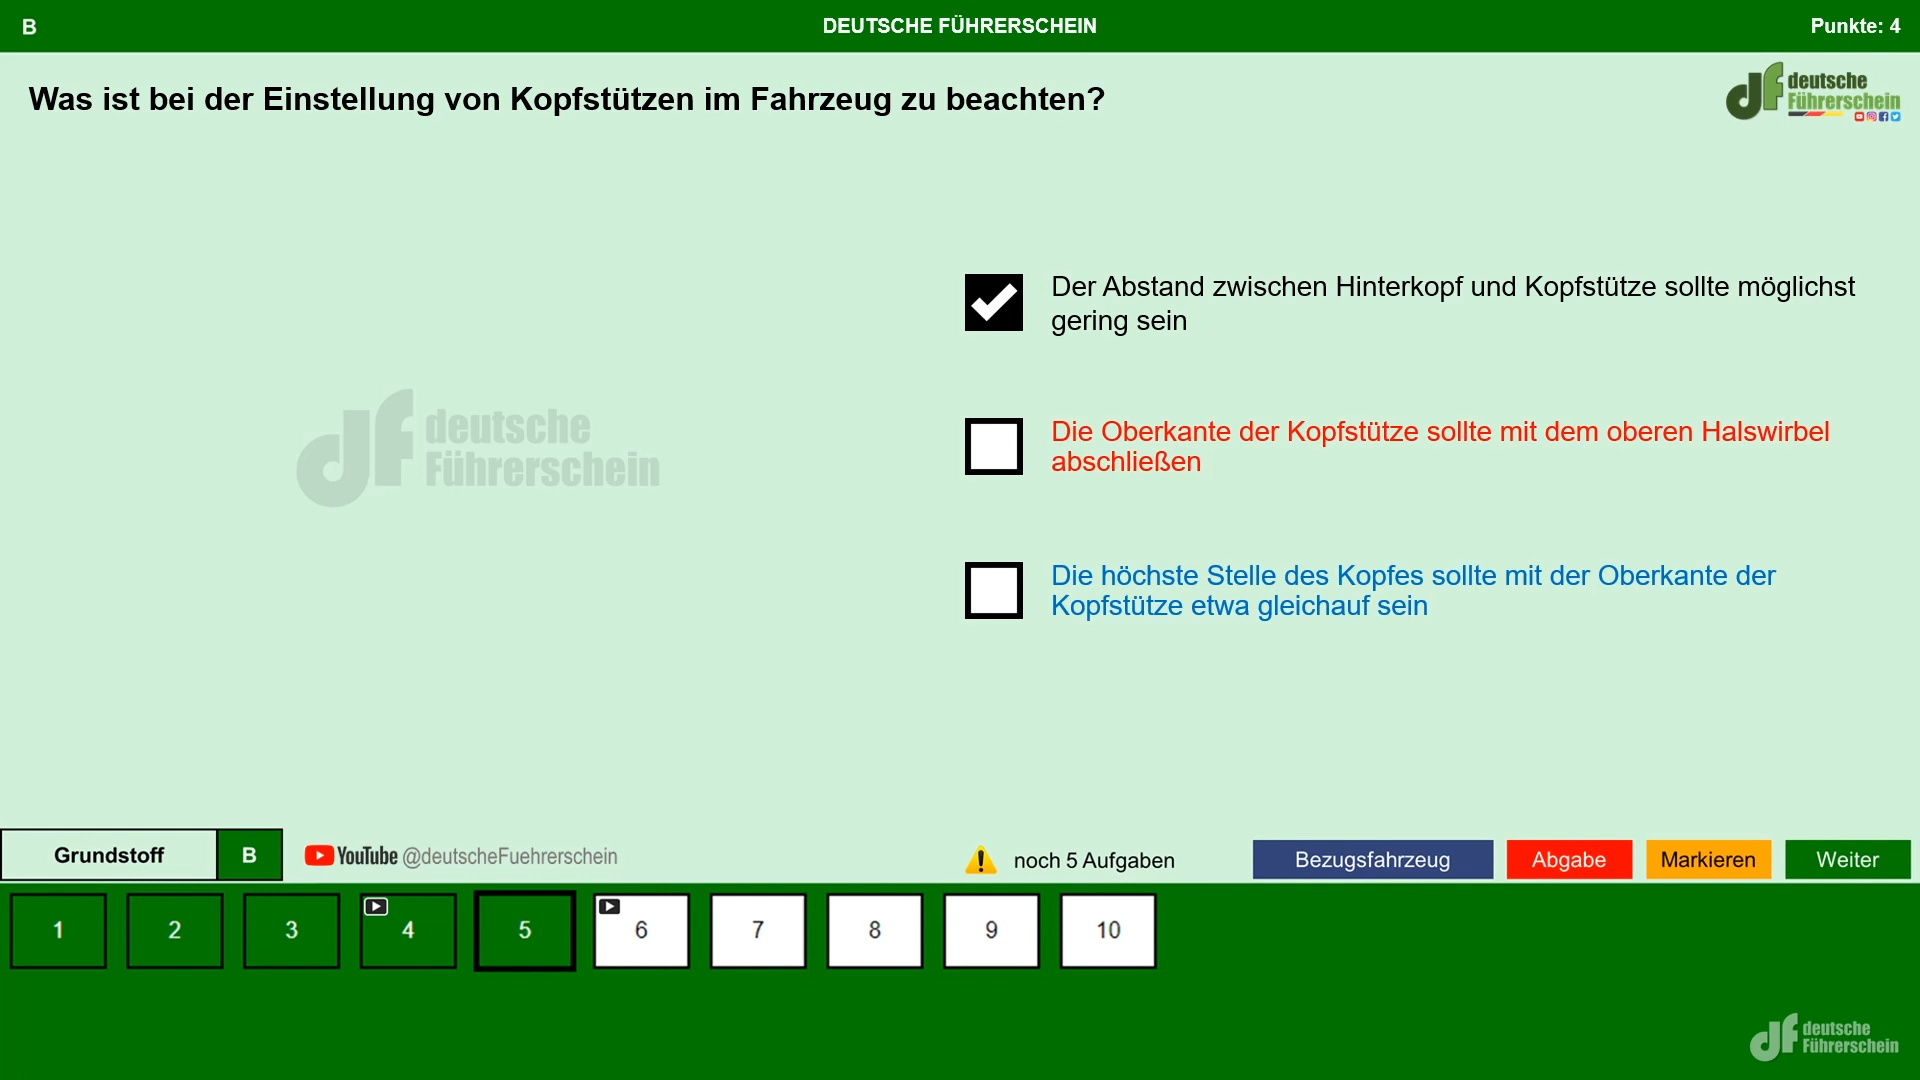 B
DEUTSCHE FÜHRERSCHEIN
Punkte: 4
Was ist bei der Einstellung von Kopfstützen im Fahrzeug zu beachten?
deutsche
Führerschein
Der Abstand zwischen Hinterkopf und Kopfstütze sollte möglichst
gering sein
deutsche
Führerschein
Die Oberkante der Kopfstütze sollte mit dem oberen Halswirbel
abschließen
Die höchste Stelle des Kopfes sollte mit der Oberkante der
Kopfstütze etwa gleichauf sein
Grundstoff
B
YouTube @deutscheFuehrerschein
noch 5 Aufgaben
Bezugsfahrzeug
Abgabe
Markieren
Weiter
1
2
3
4
5
6
7
8
9
10
deutsche
Führerschein